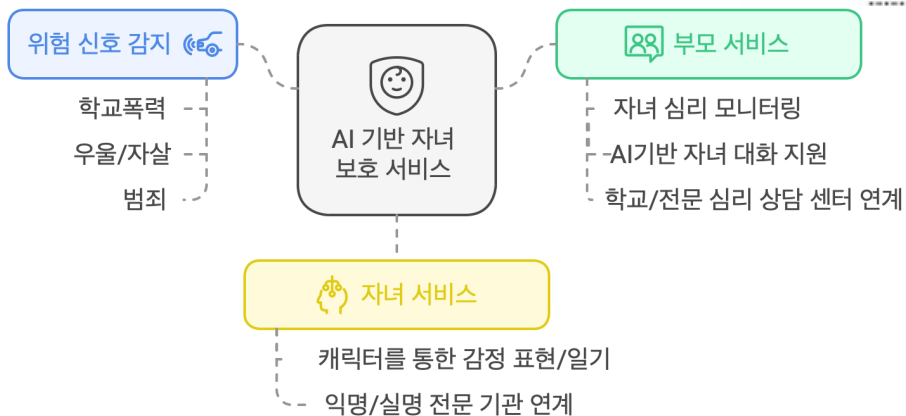 위험 신호 감지
학교폭력
우울/자살
범죄
AI 기반 자녀
보호 서비스
부모 서비스
자녀 심리 모니터링
AI기반 자녀 대화 지원
학교/전문 심리 상담 센터 연계
자녀 서비스
캐릭터를 통한 감정 표현/일기
익명/실명 전문 기관 연계